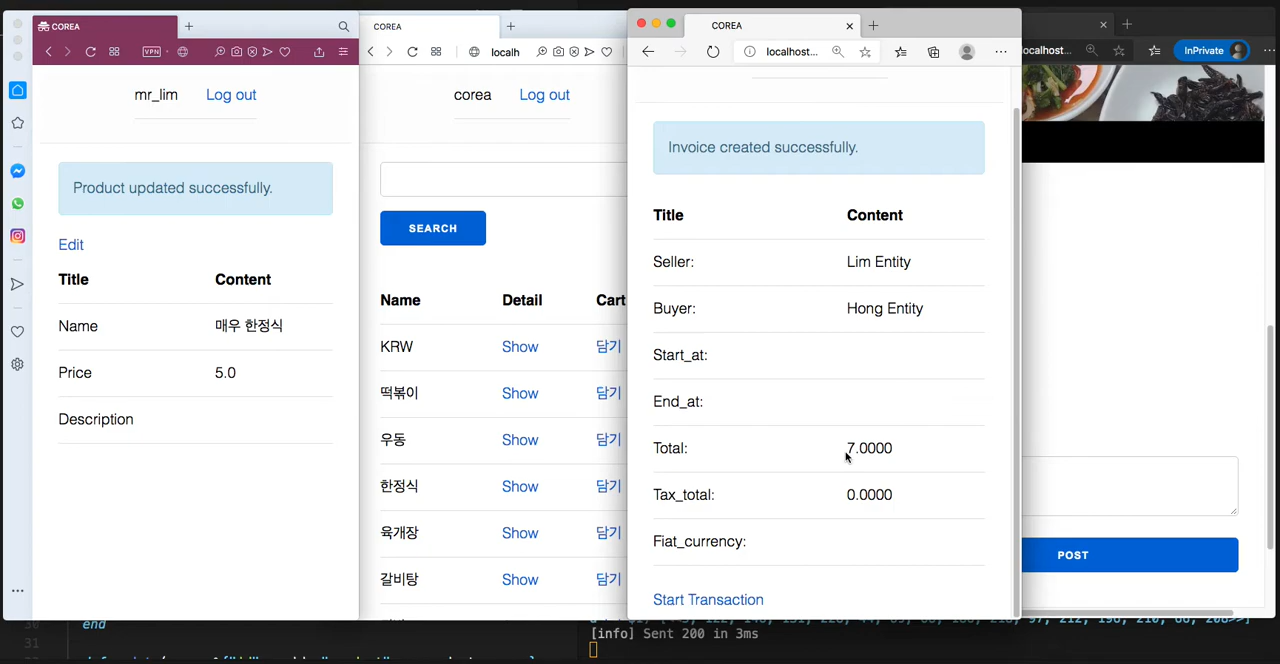 COREA
VPN
mr_lim Log out
Product updated successfully.
Edit
Title Content
Name 매우 한정식
Price 5.0
Description
COREA
localh
corea Log out
SEARCH
Name Detail Cart
KRW Show 담기
떡볶이 Show 담기
우동 Show 담기
한정식 Show 담기
육개장 Show 담기
갈비탕 Show 담기
COREA
localhost...
Invoice created successfully.
Title Content
Seller: Lim Entity
Buyer: Hong Entity
Start_at:
End_at:
Total: 7.0000
Tax_total: 0.0000
Fiat_currency:
Start Transaction
ocalhost...
InPrivate
POST
end
31
[info] Sent 200 in 3ms